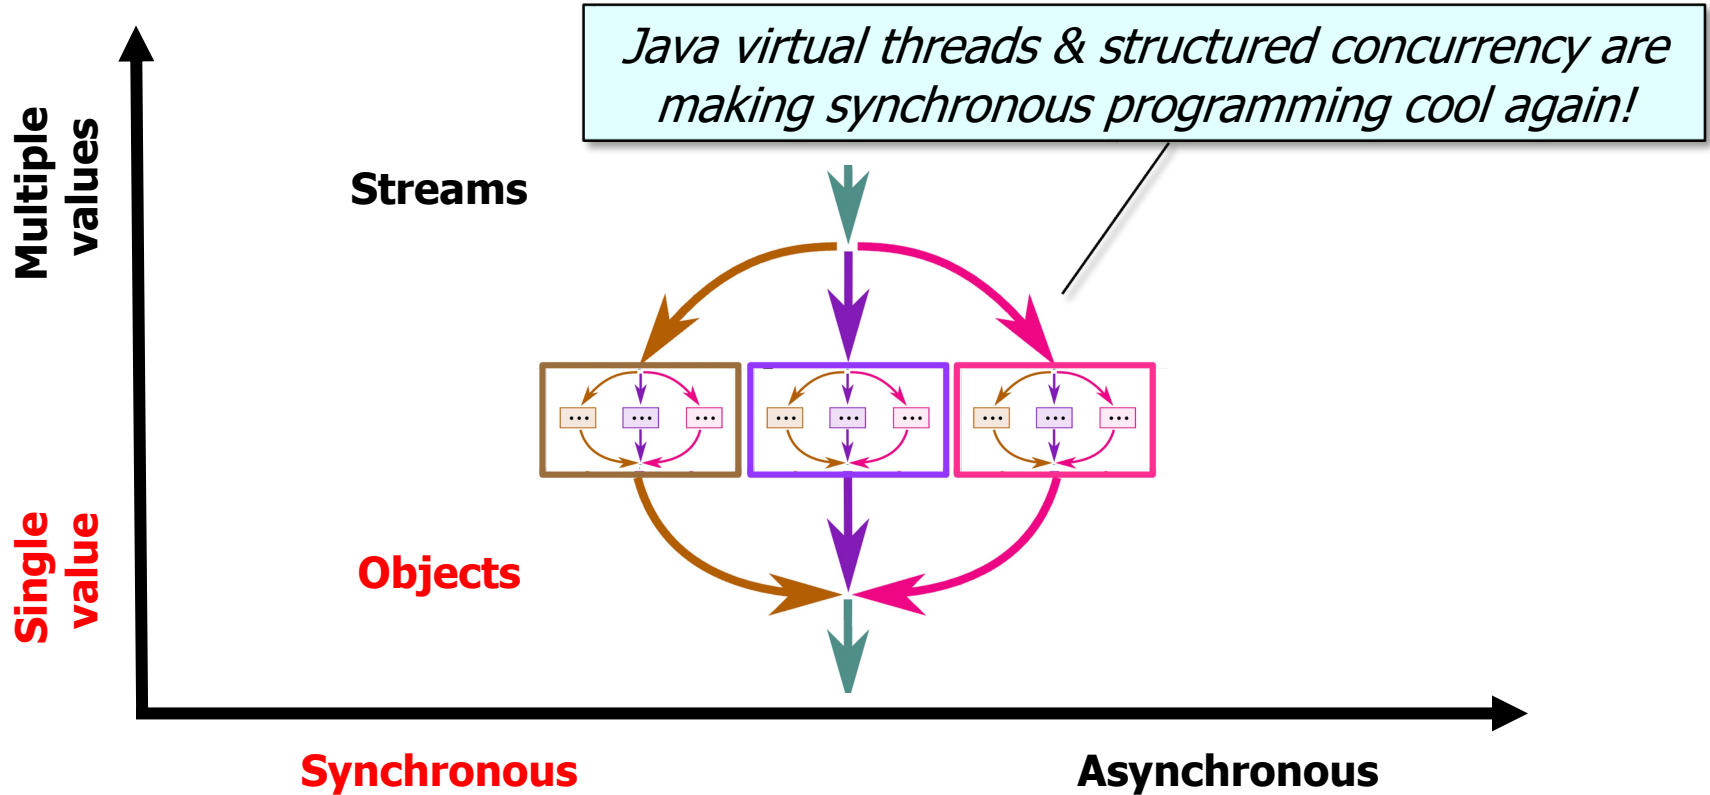 Java virtual threads & structured concurrency are
making synchronous programming cool again!
Multiple
values
Streams
...
...
...
...
...
...
...
...
...
Single
value
Objects
Synchronous
Asynchronous